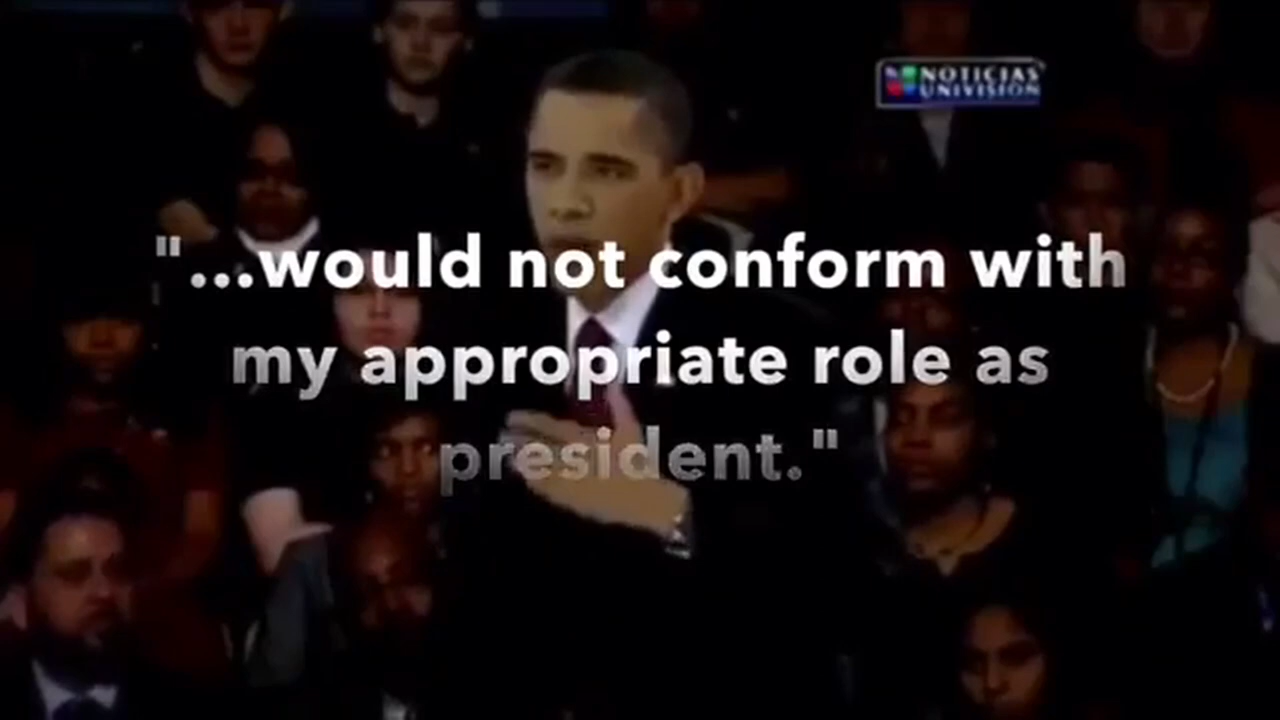 NOTICIAS
UNIVISION
"...would not conform with
my appropriate role as
president."